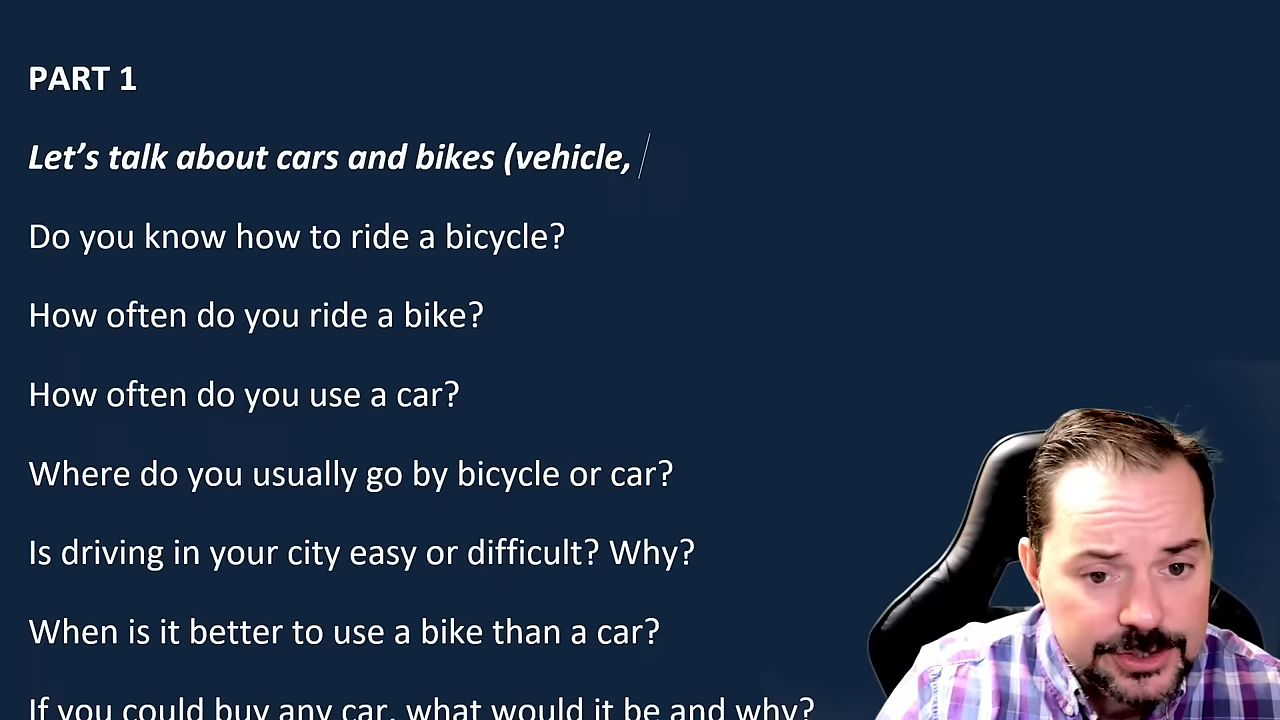 PART 1
Let’s talk about cars and bikes (vehicle,
Do you know how to ride a bicycle?
How often do you ride a bike?
How often do you use a car?
Where do you usually go by bicycle or car?
Is driving in your city easy or difficult? Why?
When is it better to use a bike than a car?
If you could buy any car, what would it be and why?